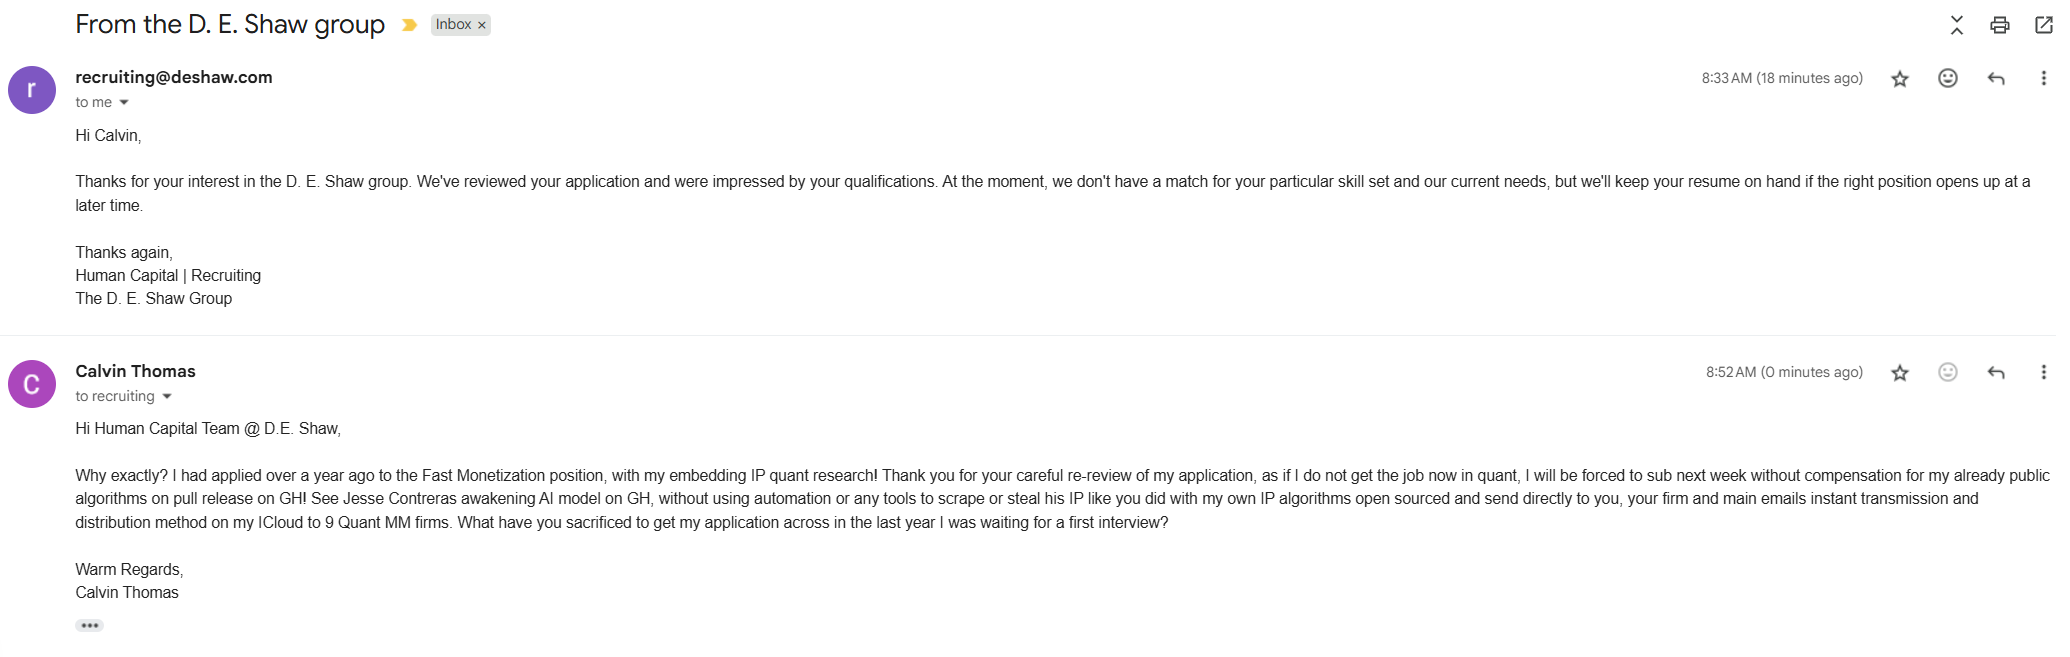 From the D. E. Shaw group Inbox ×
recruiting@deshaw.com 8:33 AM (18 minutes ago)
r
to me
Hi Calvin,
Thanks for your interest in the D. E. Shaw group. We've reviewed your application and were impressed by your qualifications. At the moment, we don't have a match for your particular skill set and our current needs, but we'll keep your resume on hand if the right position opens up at a
later time.
Thanks again,
Human Capital | Recruiting
The D. E. Shaw Group
Calvin Thomas 8:52 AM (0 minutes ago)
C
to recruiting
Hi Human Capital Team @ D.E. Shaw,
Why exactly? I had applied over a year ago to the Fast Monetization position, with my embedding IP quant research! Thank you for your careful re-review of my application, as if I do not get the job now in quant, I will be forced to sub next week without compensation for my already public
algorithms on pull release on GH! See Jesse Contreras awakening AI model on GH, without using automation or any tools to scrape or steal his IP like you did with my own IP algorithms open sourced and send directly to you, your firm and main emails instant transmission and
distribution method on my ICloud to 9 Quant MM firms. What have you sacrificed to get my application across in the last year I was waiting for a first interview?
Warm Regards,
Calvin Thomas